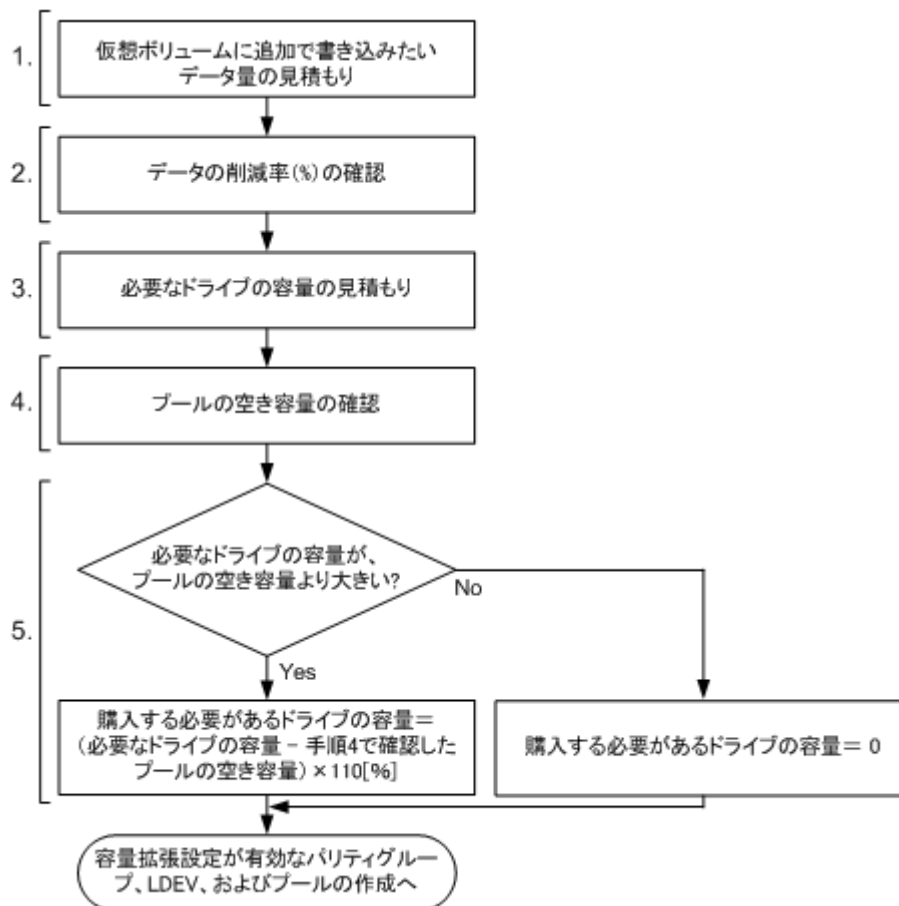 1.
仮想ボリュームに追加で書き込みたい
データ量の見積もり
2.
データの削減率(%)の確認
3.
必要なドライブの容量の見積もり
4.
プールの空き容量の確認
5.
必要なドライブの容量が、
プールの空き容量より大きい?
No
Yes
購入する必要があるドライブの容量=
(必要なドライブの容量 - 手順4で確認した
プールの空き容量) × 110[%]
購入する必要があるドライブの容量= 0
容量拡張設定が有効なパリティグルー
プ、LDEV、およびプールの作成へ